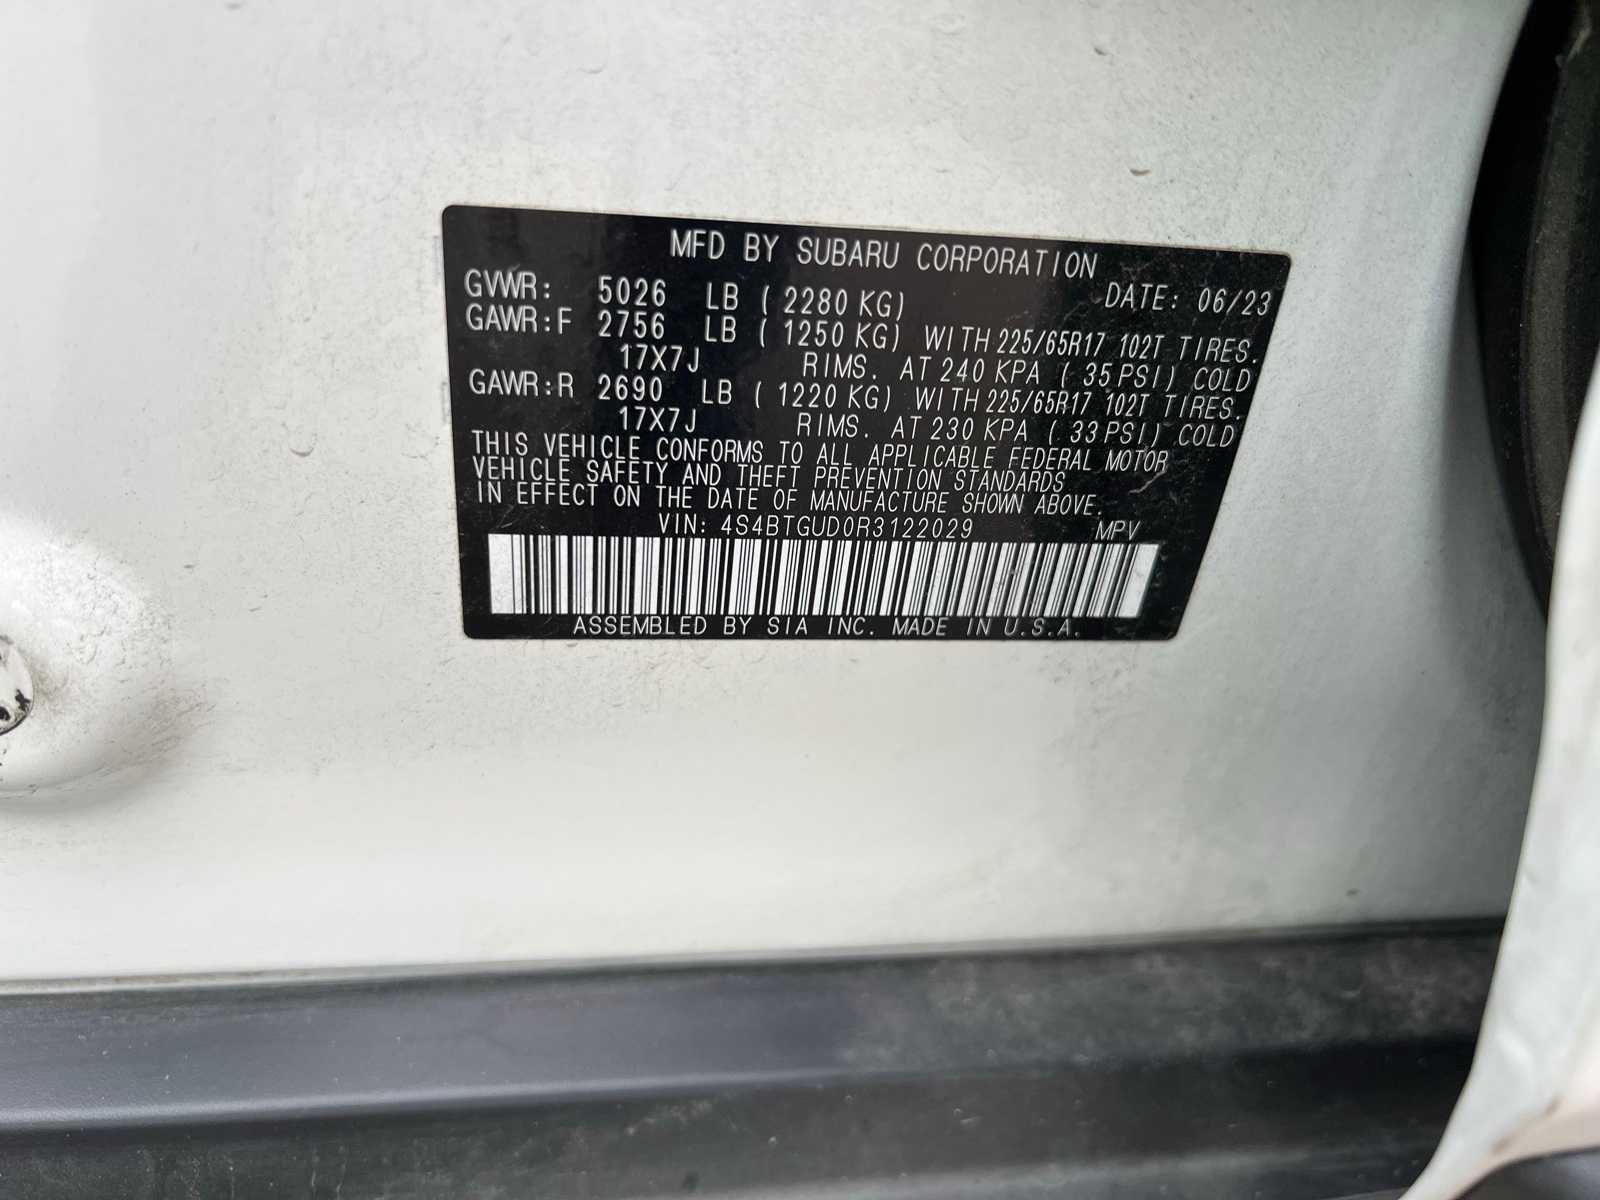 MFD BY SUBARU CORPORATION
GVWR: 5026 LB ( 2280 KG) DATE: 06/23
GAWR:F 2756 LB ( 1250 KG) WITH 225/65R17 102T TIRES.
17X7J RIMS. AT 240 KPA ( 35 PSI) COLD
GAWR:R 2690 LB ( 1220 KG) WITH 225/65R17 102T TIRES.
17X7J RIMS. AT 230 KPA ( 33 PSI) COLD
THIS VEHICLE CONFORMS TO ALL APPLICABLE FEDERAL MOTOR
VEHICLE SAFETY AND THEFT PREVENTION STANDARDS
IN EFFECT ON THE DATE OF MANUFACTURE SHOWN ABOVE.
VIN: 4S4BTGUD0R3122029 MPV
ASSEMBLED BY SIA INC. MADE IN U.S.A.